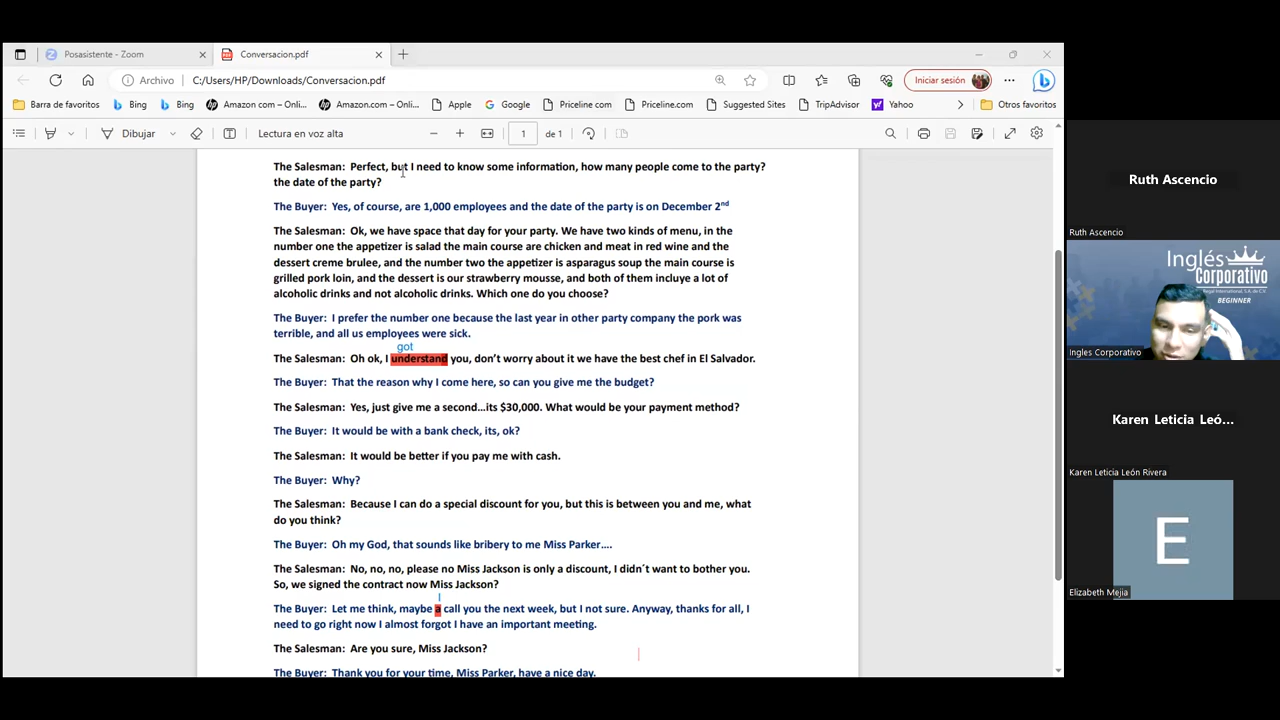 Posasistente - Zoom
Conversacion.pdf
Archivo
C:/Users/HP/Downloads/Conversacion.pdf
Iniciar sesión
Barra de favoritos
Bing
Bing
Amazon com – Onli...
Amazon.com – Onli...
Apple
Google
Priceline.com
Priceline.com
Suggested Sites
TripAdvisor
Yahoo
Otros favoritos
Dibujar
Lectura en voz alta
1
de 1
The Salesman: Perfect, but I need to know some information, how many people come to the party?
the date of the party?
The Buyer: Yes, of course, are 1,000 employees and the date of the party is on December 2nd
The Salesman: Ok, we have space that day for your party. We have two kinds of menu, in the
number one the appetizer is salad the main course are chicken and meat in red wine and the
dessert creme brulee, and the number two the appetizer is asparagus soup the main course is
grilled pork loin, and the dessert is our strawberry mousse, and both of them incluye a lot of
alcoholic drinks and not alcoholic drinks. Which one do you choose?
The Buyer: I prefer the number one because the last year in other party company the pork was
terrible, and all us employees were sick.
got
The Salesman: Oh ok, I understand you, don't worry about it we have the best chef in El Salvador.
The Buyer: That the reason why I come here, so can you give me the budget?
The Salesman: Yes, just give me a second...its $30,000. What would be your payment method?
The Buyer: It would be with a bank check, its, ok?
The Salesman: It would be better if you pay me with cash.
The Buyer: Why?
The Salesman: Because I can do a special discount for you, but this is between you and me, what
do you think?
The Buyer: Oh my God, that sounds like bribery to me Miss Parker....
The Salesman: No, no, no, please no Miss Jackson is only a discount, I didn´t want to bother you.
So, we signed the contract now Miss Jackson?
I
The Buyer: Let me think, maybe a call you the next week, but I not sure. Anyway, thanks for all, I
need to go right now I almost forgot I have an important meeting.
The Salesman: Are you sure, Miss Jackson?
The Buyer: Thank you for your time, Miss Parker, have a nice day.
Ruth Ascencio
Ruth Ascencio
Inglés
Corporativo
BEGINNER
Ingles Corporativo
Karen Leticia Leó...
Karen Leticia León Rivera
E
Elizabeth Mejia